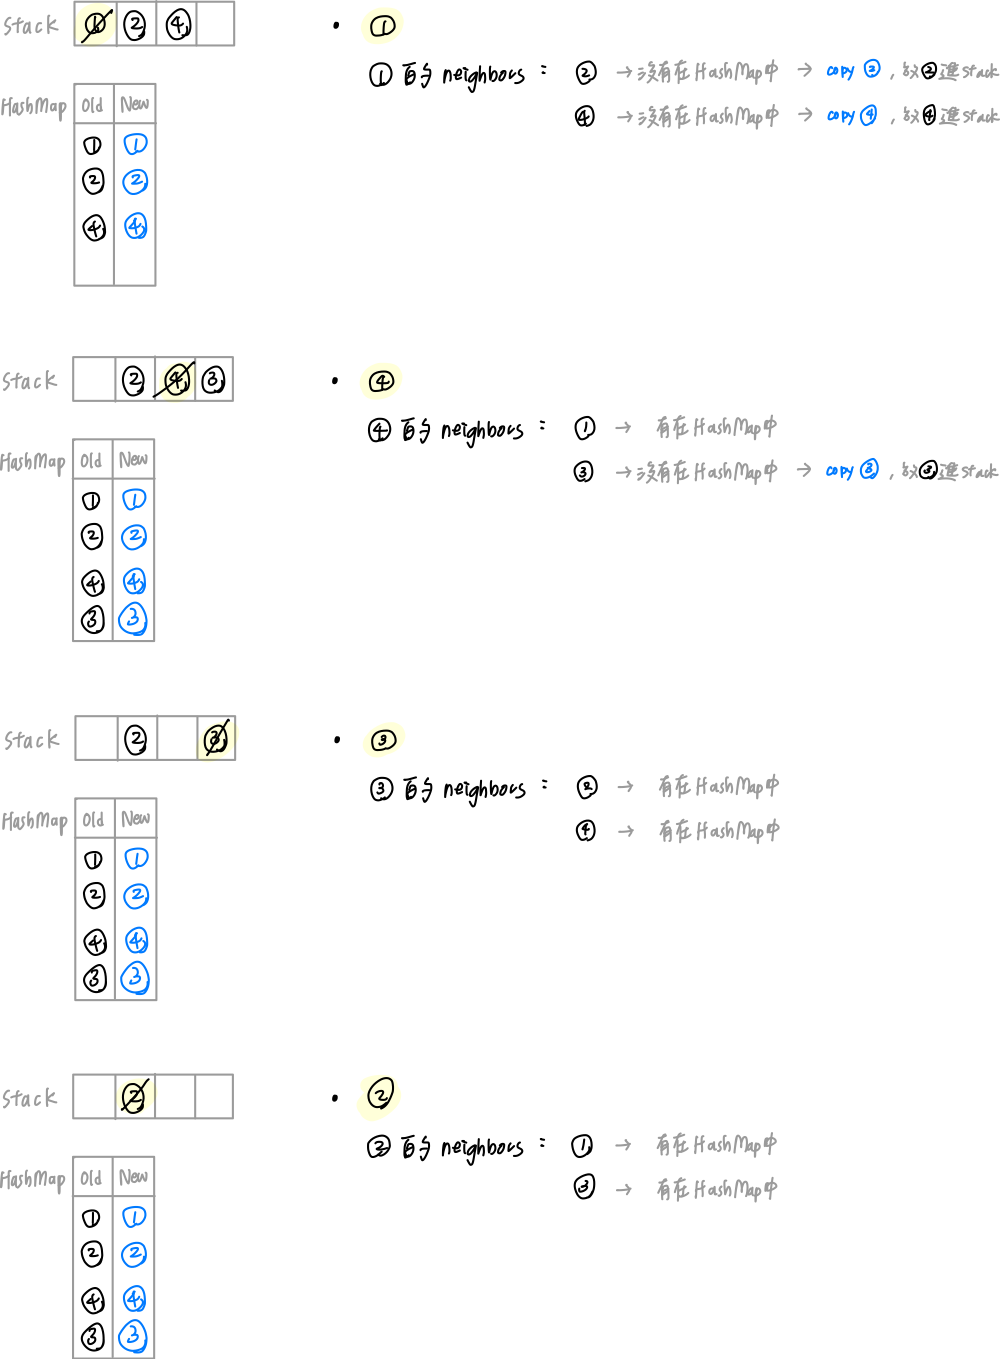 Stack ① ② ④
• ①
① 的 neighbors : ② → 沒有在 HashMap 中 → copy ② , 放 ② 進 Stack
④ → 沒有在 HashMap 中 → copy ④ , 放 ④ 進 Stack
HashMap Old New
① ①
② ②
④ ④
Stack ② ④ ③
• ④
④ 的 neighbors : ① → 有在 HashMap 中
③ → 沒有在 HashMap 中 → copy ③ , 放 ③ 進 Stack
HashMap Old New
① ①
② ②
④ ④
③ ③
Stack ② ③
• ③
③ 的 neighbors : ② → 有在 HashMap 中
④ → 有在 HashMap 中
HashMap Old New
① ①
② ②
④ ④
③ ③
Stack ②
• ②
② 的 neighbors : ① → 有在 HashMap 中
③ → 有在 HashMap 中
HashMap Old New
① ①
② ②
④ ④
③ ③